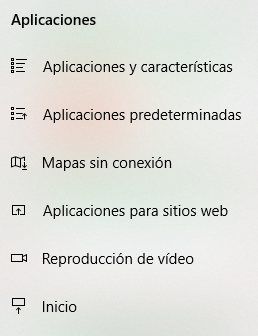 Aplicaciones
Aplicaciones y características
Aplicaciones predeterminadas
Mapas sin conexión
Aplicaciones para sitios web
Reproducción de vídeo
Inicio